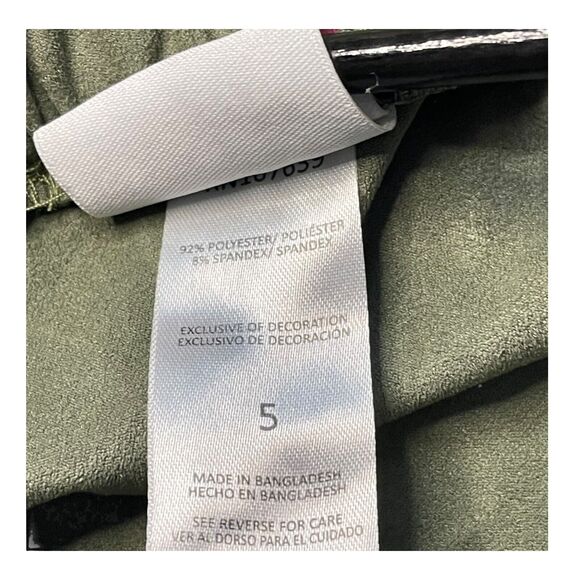 92% POLYESTER/ POLIÉSTER
8% SPANDEX/ SPANDEX
EXCLUSIVE OF DECORATION
EXCLUSIVO DE DECORACIÓN
5
MADE IN BANGLADESH
HECHO EN BANGLADESH
SEE REVERSE FOR CARE
VER AL DORSO PARA EL CUIDADO